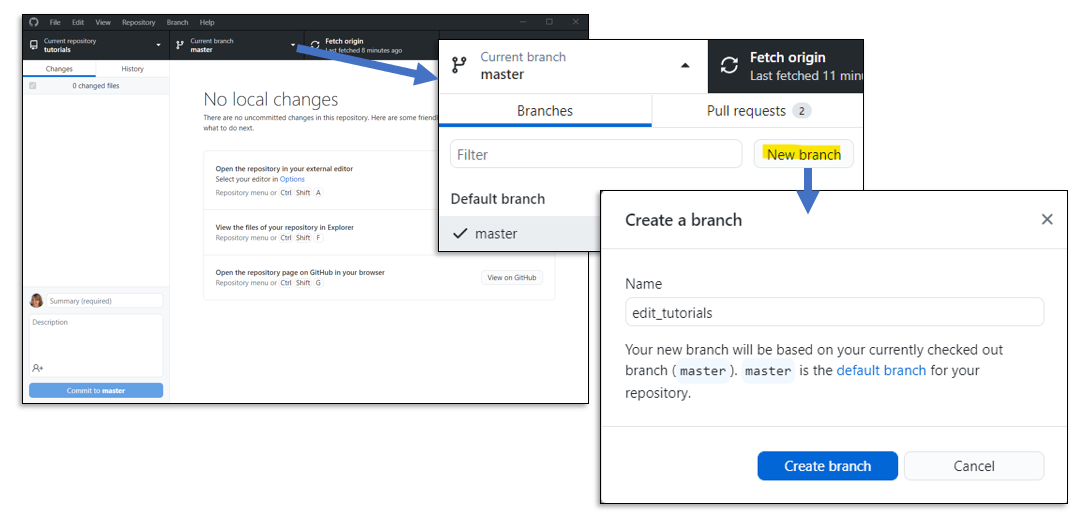 File Edit View Repository Branch Help
Current repository
tutorials
Current branch
master
Fetch origin
Last fetched 8 minutes ago
Changes History
0 changed files
No local changes
There are no uncommitted changes in this repository. Here are some friendl
what to do next.
Open the repository in your external editor
Select your editor in Options
Repository menu or Ctrl Shift A
View the files of your repository in Explorer
Repository menu or Ctrl Shift F
Open the repository page on GitHub in your browser
Repository menu or Ctrl Shift G
View on GitHub
Summary (required)
Description
Commit to master
Current branch
master
Fetch origin
Last fetched 11 minu
Branches
Pull requests 2
Filter
New branch
Default branch
master
Create a branch
Name
edit_tutorials
Your new branch will be based on your currently checked out
branch (master). master is the default branch for your
repository.
Create branch
Cancel